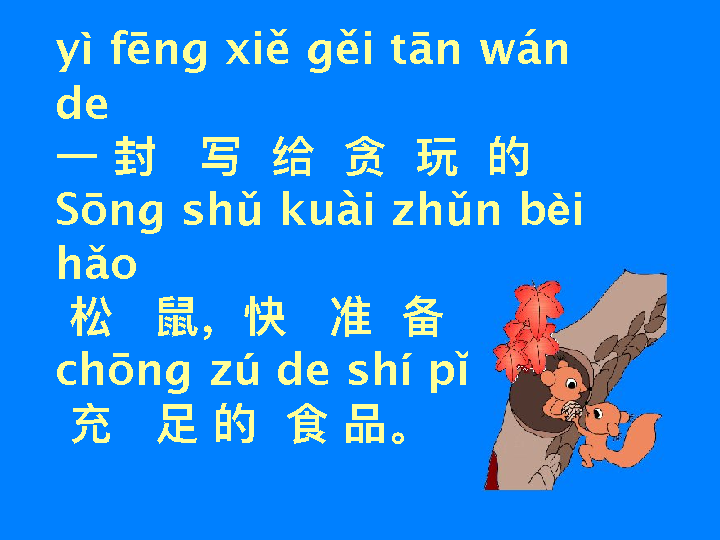 yì fēng xiě gěi tān wán
de
一 封 写 给 贪 玩 的
Sōng shǔ kuài zhǔn bèi
hǎo
松 鼠，快 准 备
chōng zú de shí pǐ
充 足 的 食 品。